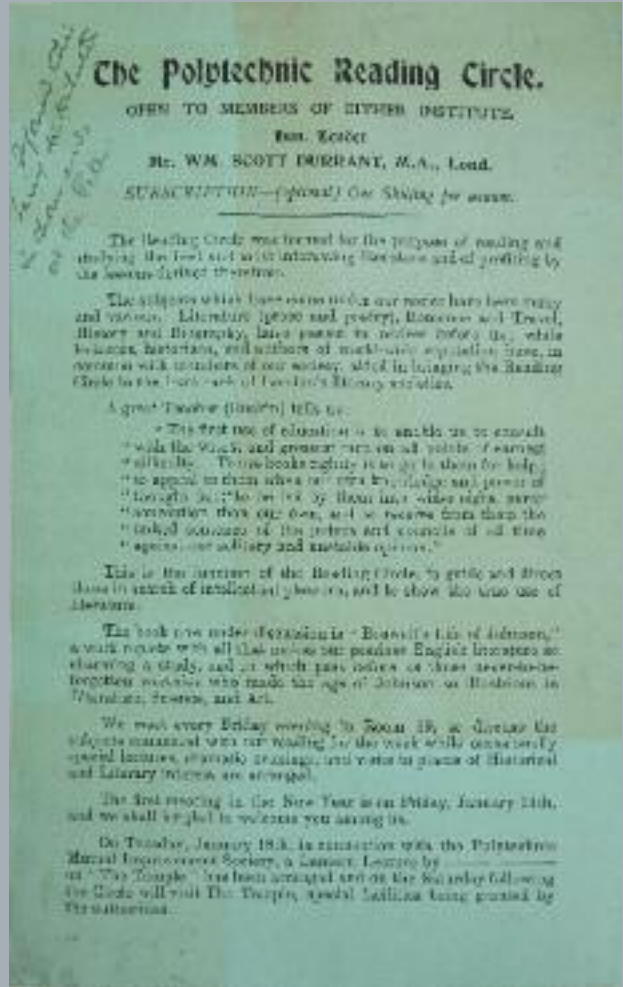 The Polytechnic Reading Circle.
OPEN TO MEMBERS OF EITHER INSTITUTE.
Hon. Leader
Mr. WM. SCOTT DURRANT, M.A., Lond.
SUBSCRIPTION—(optional) One Shilling per annum.
The Reading Circle was formed for the purpose of reading and
studying the best and most interesting literature and of profiting by
the lessons derived therefrom.
The subjects which have come under our notice have been many
and various. Literature (prose and poetry), Romance and Travel,
History and Biography, have passed in review before us, while
historians, and authors of world-wide reputation have, in
common with members of our society, aided in bringing the Reading
Circle to the front rank of London's literary societies.
A great Teacher (Ruskin) tells us:
"The first use of education is to enable us to consult
"with the wisest and greatest men on all points of earnest
"difficulty. To use books rightly is to go to them for help;
"to appeal to them when our own knowledge and power of
"thought fail; to be led by them into wider sight, purer
"conception than our own, and to receive from them the
"united sentence of the judges and councils of all time
"against our solitary and unstable opinion."
This is the function of the Reading Circle, to guide and direct
those in search of intellectual pleasure, and to show the true use of
literature.
The book now under discussion is "Boswell's Life of Johnson,"
a work replete with all that makes our English literature so
charming a study, and in which pass before us those never-to-be-
forgotten worthies who made the age of Johnson so illustrious in
Literature, Science, and Art.
We meet every Friday evening in Room 19, to discuss the
subjects connected with our reading for the week while occasionally
special lectures, dramatic evenings, and visits to places of Historical
and Literary interest are arranged.
The first meeting in the New Year is on Friday, January
and we shall be glad to welcome you among us.
On Tuesday, January in connection with the Polytechnic
Mutual Improvement Society, a Lantern Lecture by
on "The Temple" has been arranged and on the Saturday following
the Circle will visit The Temple, special facilities being granted by
the authorities.